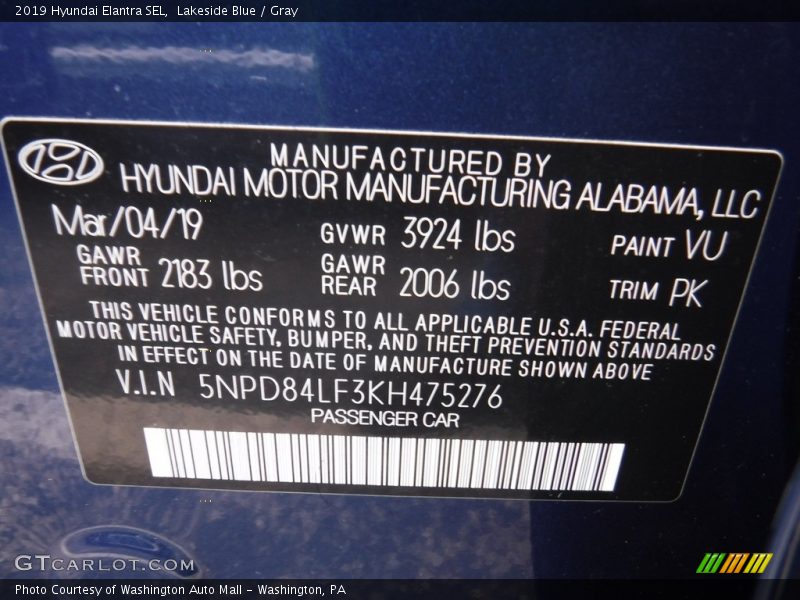 2019 Hyundai Elantra SEL,  Lakeside Blue / Gray
MANUFACTURED BY
HYUNDAI MOTOR MANUFACTURING ALABAMA, LLC
Mar/04/19 GVWR 3924 lbs PAINT VU
GAWR FRONT 2183 lbs GAWR REAR 2006 lbs TRIM PK
THIS VEHICLE CONFORMS TO ALL APPLICABLE U.S.A. FEDERAL
MOTOR VEHICLE SAFETY, BUMPER, AND THEFT PREVENTION STANDARDS
IN EFFECT ON THE DATE OF MANUFACTURE SHOWN ABOVE
V.I.N 5NPD84LF3KH475276
PASSENGER CAR
GTCARLOT.COM
Photo Courtesy of Washington Auto Mall - Washington, PA